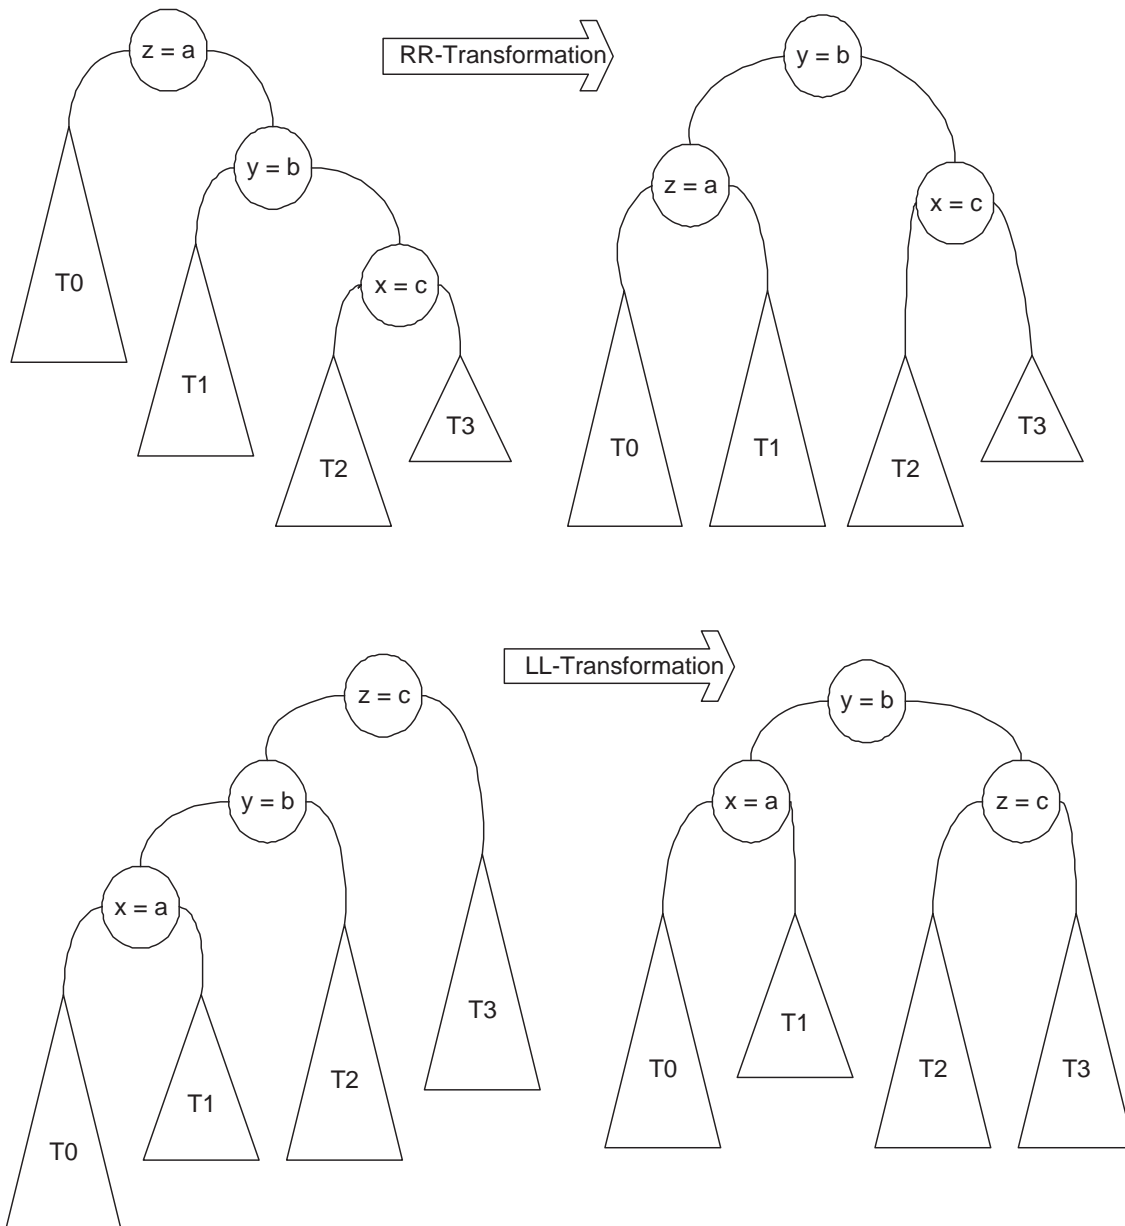 z = a
RR-Transformation
y = b
y = b
z = a
x = c
T0
x = c
T1
T3
T2
T0
T1
T2
T3
LL-Transformation
z = c
y = b
y = b
x = a
z = c
x = a
T3
T2
T1
T0
T1
T0
T2
T3